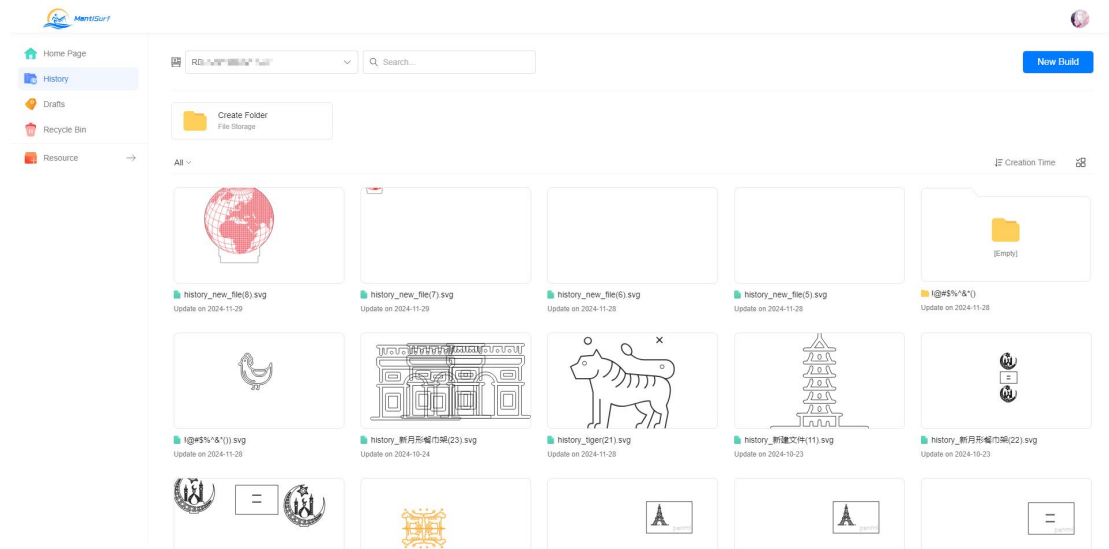 MantiSurf
Home Page
History
Drafts
Recycle Bin
Resource
Search...
New Build
Create Folder
File Storage
All
Creation Time
history_new_file(8).svg
Update on 2024-11-29
history_new_file(7).svg
Update on 2024-11-29
history_new_file(6).svg
Update on 2024-11-28
history_new_file(5).svg
Update on 2024-11-28
[Empty]
!@#$%^&*()
Update on 2024-11-28
!@#$%^&*()).svg
Update on 2024-11-28
history_新月形餐巾架(23).svg
Update on 2024-10-24
history_tiger(21).svg
Update on 2024-11-28
history_新建文件(11).svg
Update on 2024-10-23
history_新月形餐巾架(22).svg
Update on 2024-10-23